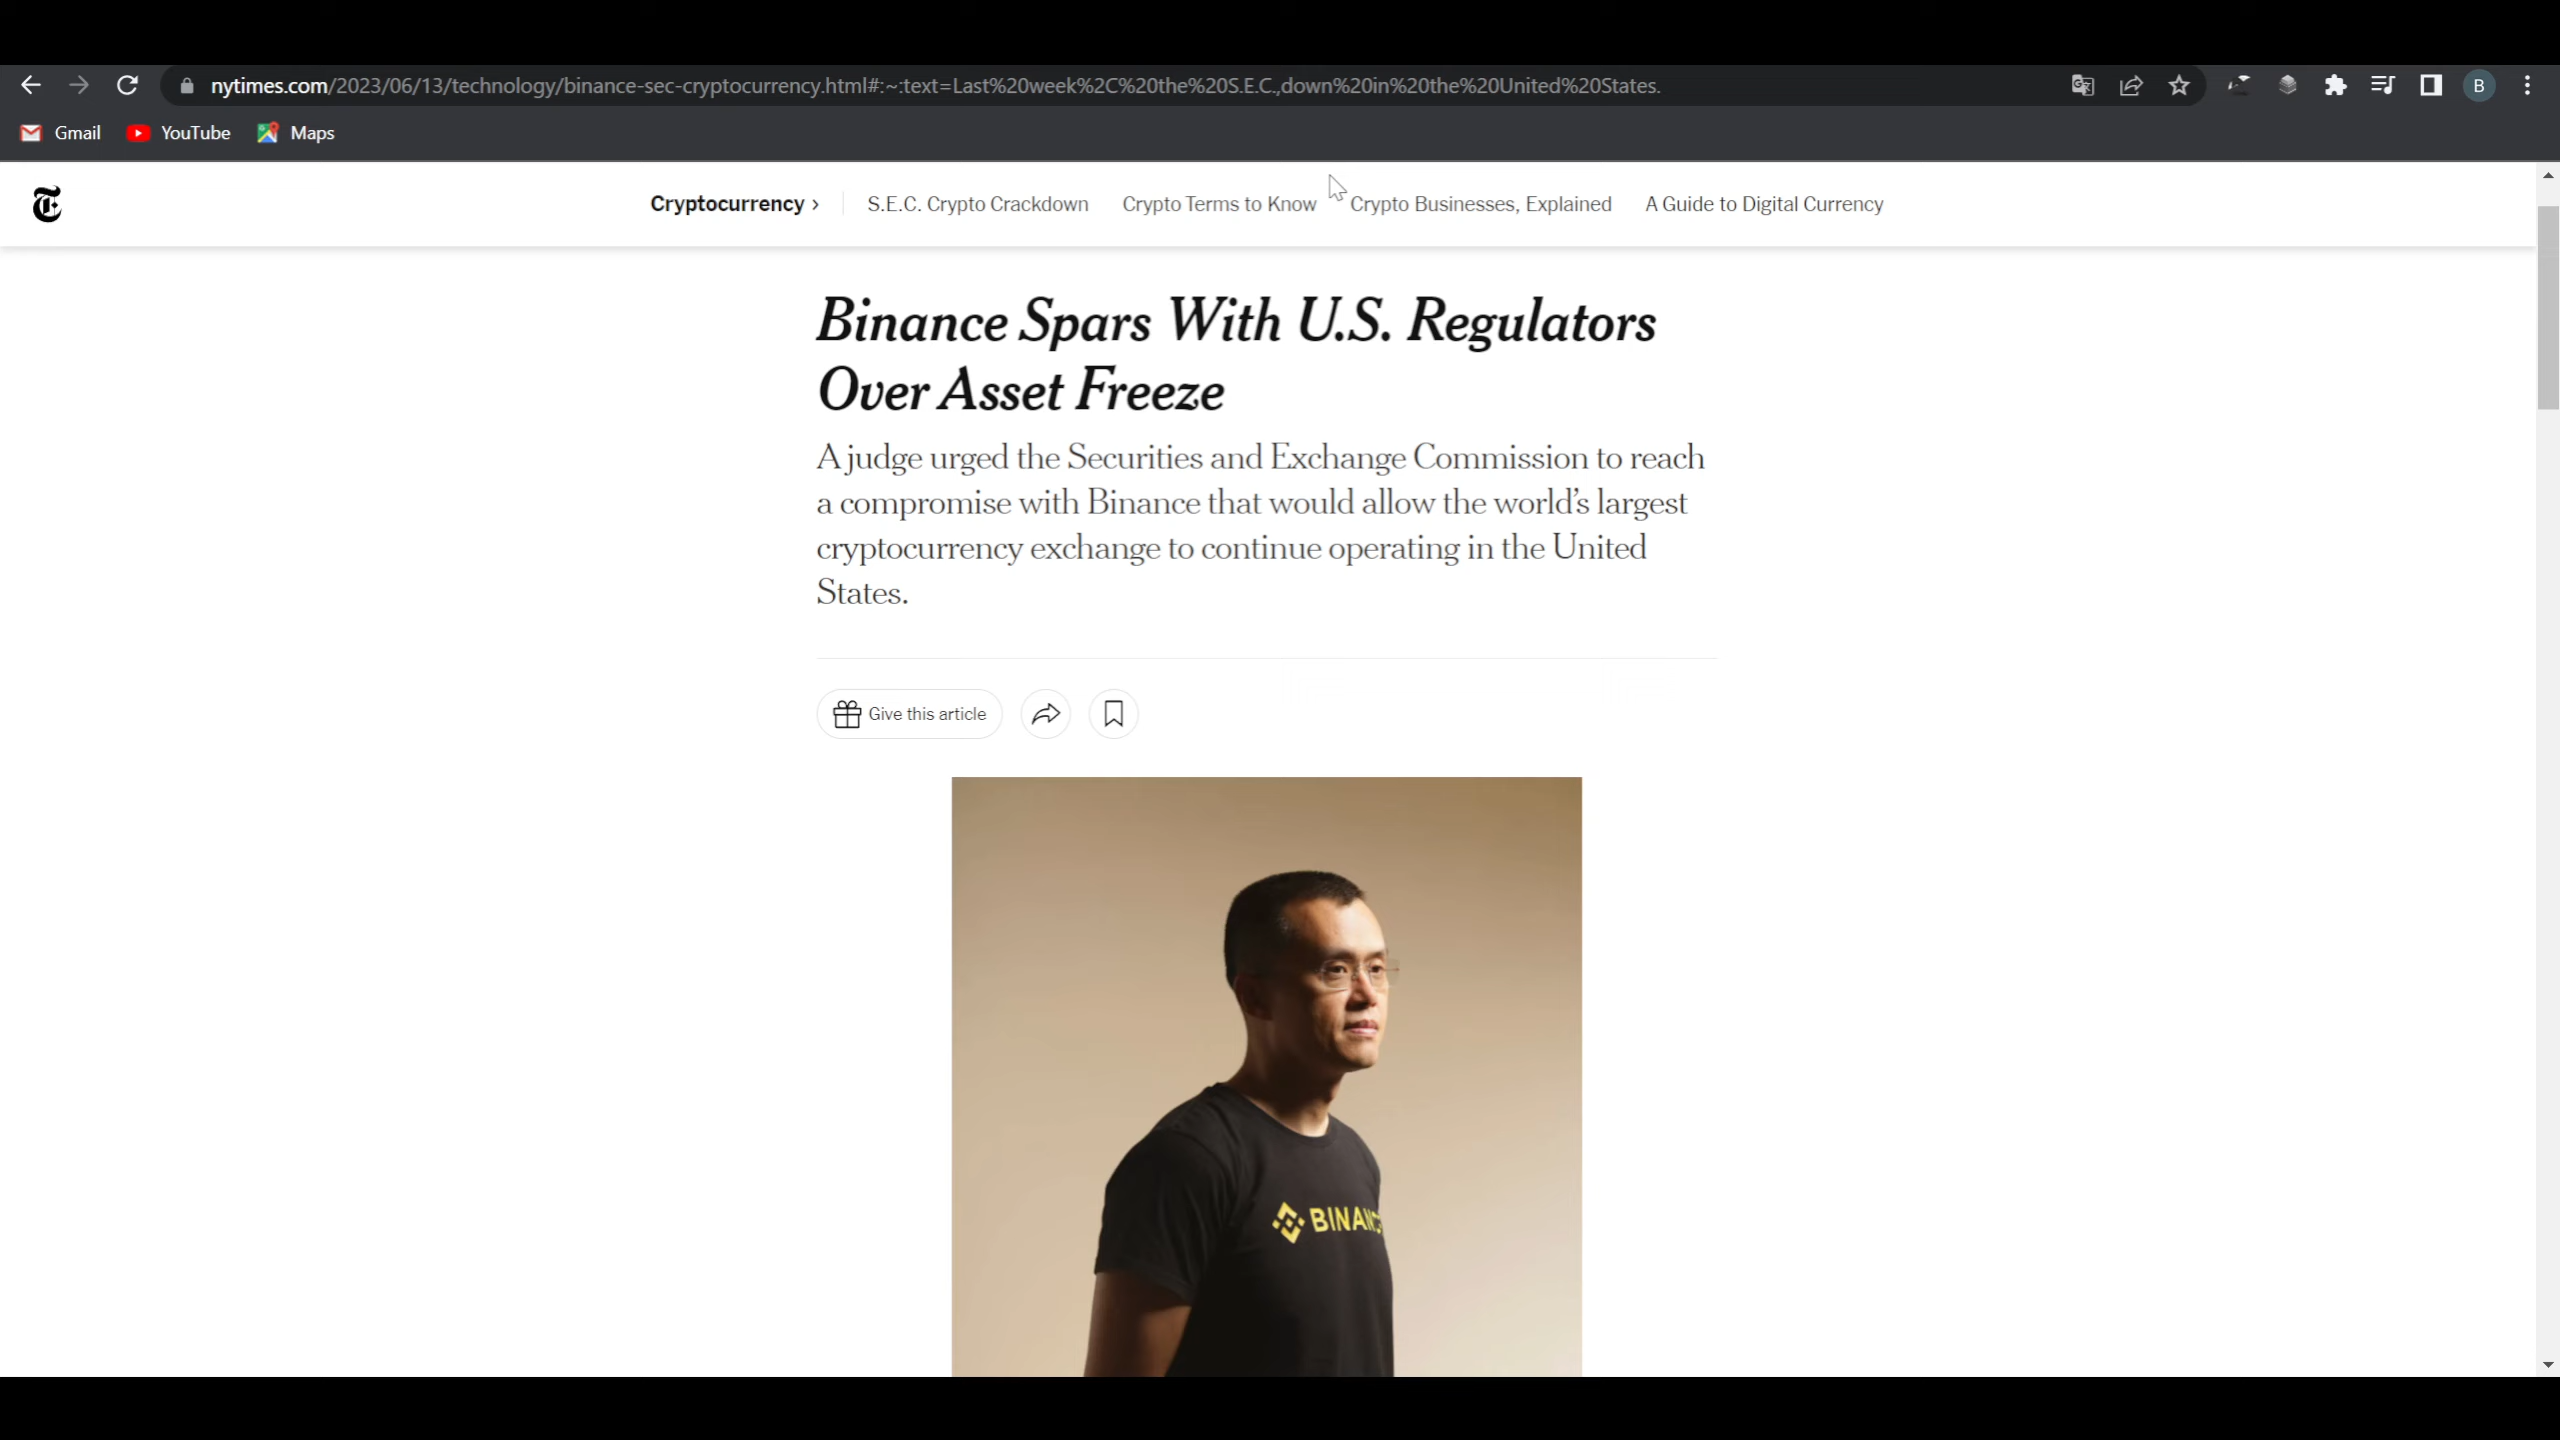 nytimes.com/2023/06/13/technology/binance-sec-cryptocurrency.html#:~:text=Last%20week%2C%20the%20S.E.C.,down%20in%20the%20United%20States.
B
Gmail YouTube Maps
Cryptocurrency › S.E.C. Crypto Crackdown Crypto Terms to Know Crypto Businesses, Explained A Guide to Digital Currency
Binance Spars With U.S. Regulators
Over Asset Freeze
A judge urged the Securities and Exchange Commission to reach
a compromise with Binance that would allow the world's largest
cryptocurrency exchange to continue operating in the United
States.
Give this article
BINANC